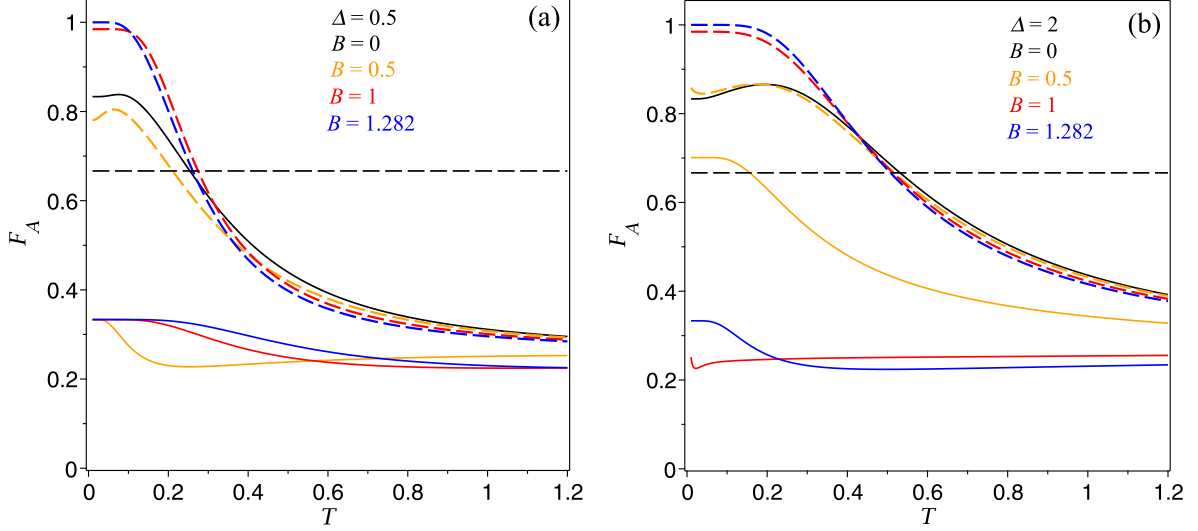 (a)
Δ = 0.5
B = 0
B = 0.5
B = 1
B = 1.282
1
0.8
0.6
0.4
0.2
0
F_A
0 0.2 0.4 0.6 0.8 1 1.2
T
(b)
Δ = 2
B = 0
B = 0.5
B = 1
B = 1.282
1
0.8
0.6
0.4
0.2
0
F_A
0 0.2 0.4 0.6 0.8 1 1.2
T